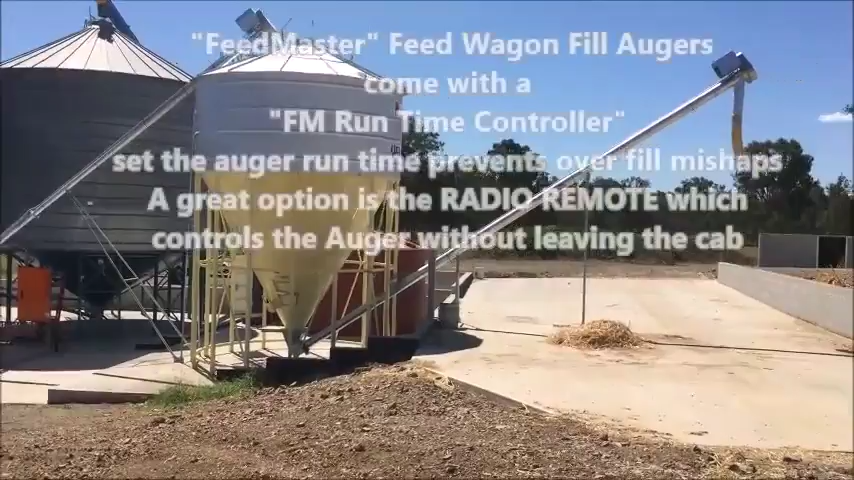 "FeedMaster" Feed Wagon Fill Augers
come with a
"FM Run Time Controller"
set the auger run time prevents over fill mishaps
A great option is the RADIO REMOTE which
controls the Auger without leaving the cab